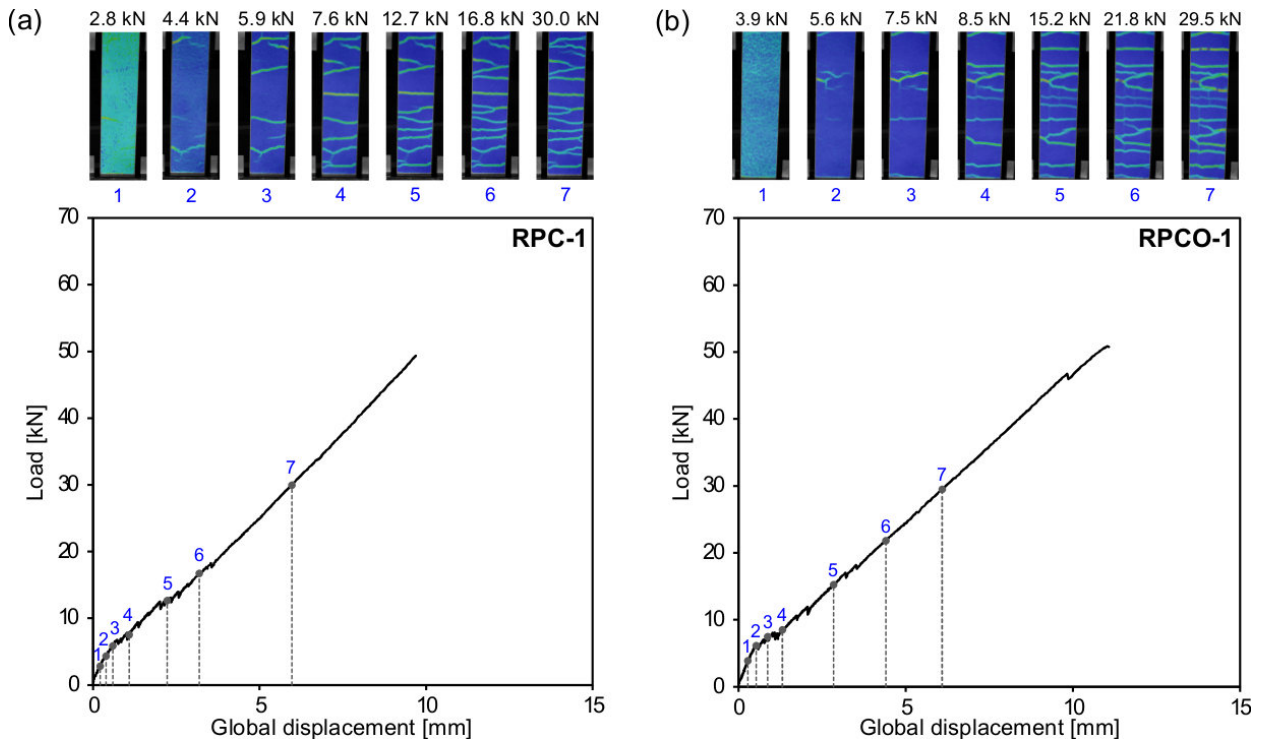 (a)
2.8 kN 4.4 kN 5.9 kN 7.6 kN 12.7 kN 16.8 kN 30.0 kN
1 2 3 4 5 6 7
RPC-1
70
60
50
40
30
20
10
0
Load [kN]
1 2 3 4 5 6 7
0 5 10 15
Global displacement [mm]
(b)
3.9 kN 5.6 kN 7.5 kN 8.5 kN 15.2 kN 21.8 kN 29.5 kN
1 2 3 4 5 6 7
RPCO-1
70
60
50
40
30
20
10
0
Load [kN]
1 2 3 4 5 6 7
0 5 10 15
Global displacement [mm]